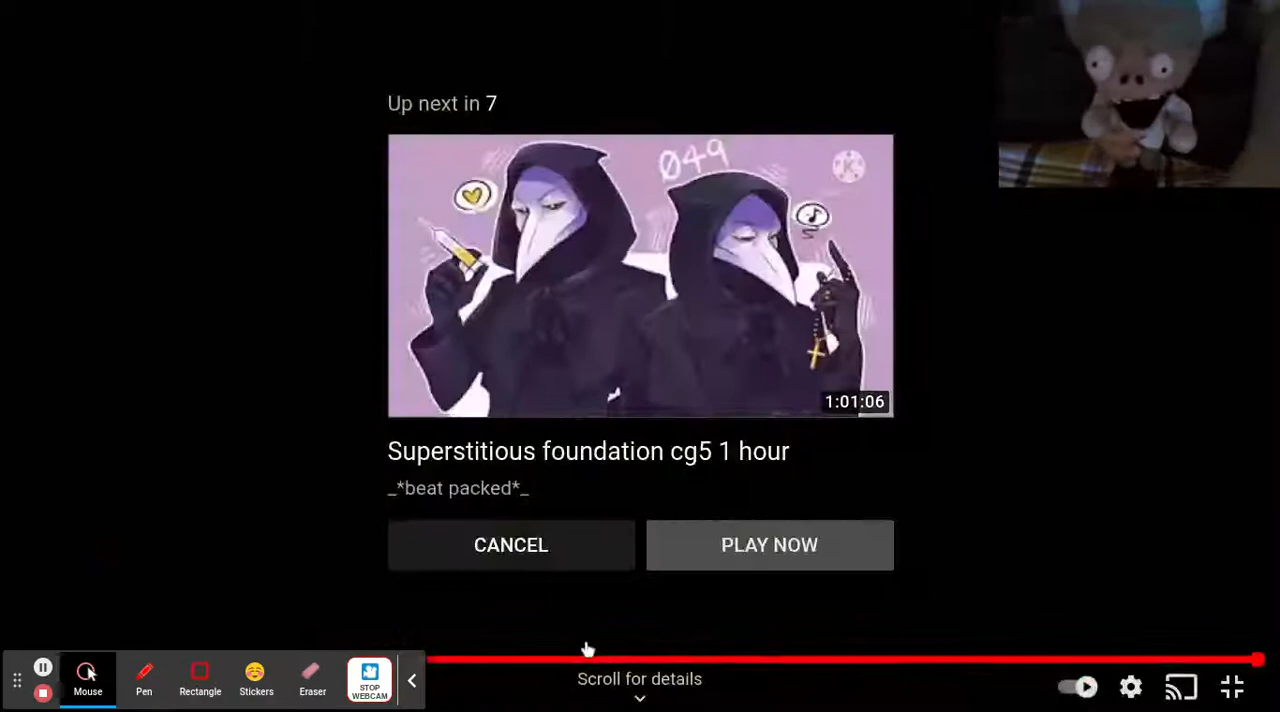 Up next in 7
049
1:01:06
Superstitious foundation cg5 1 hour
_*beat packed*_
CANCEL
PLAY NOW
Mouse
Pen
Rectangle
Stickers
Eraser
STOP
WEBCAM
Scroll for details